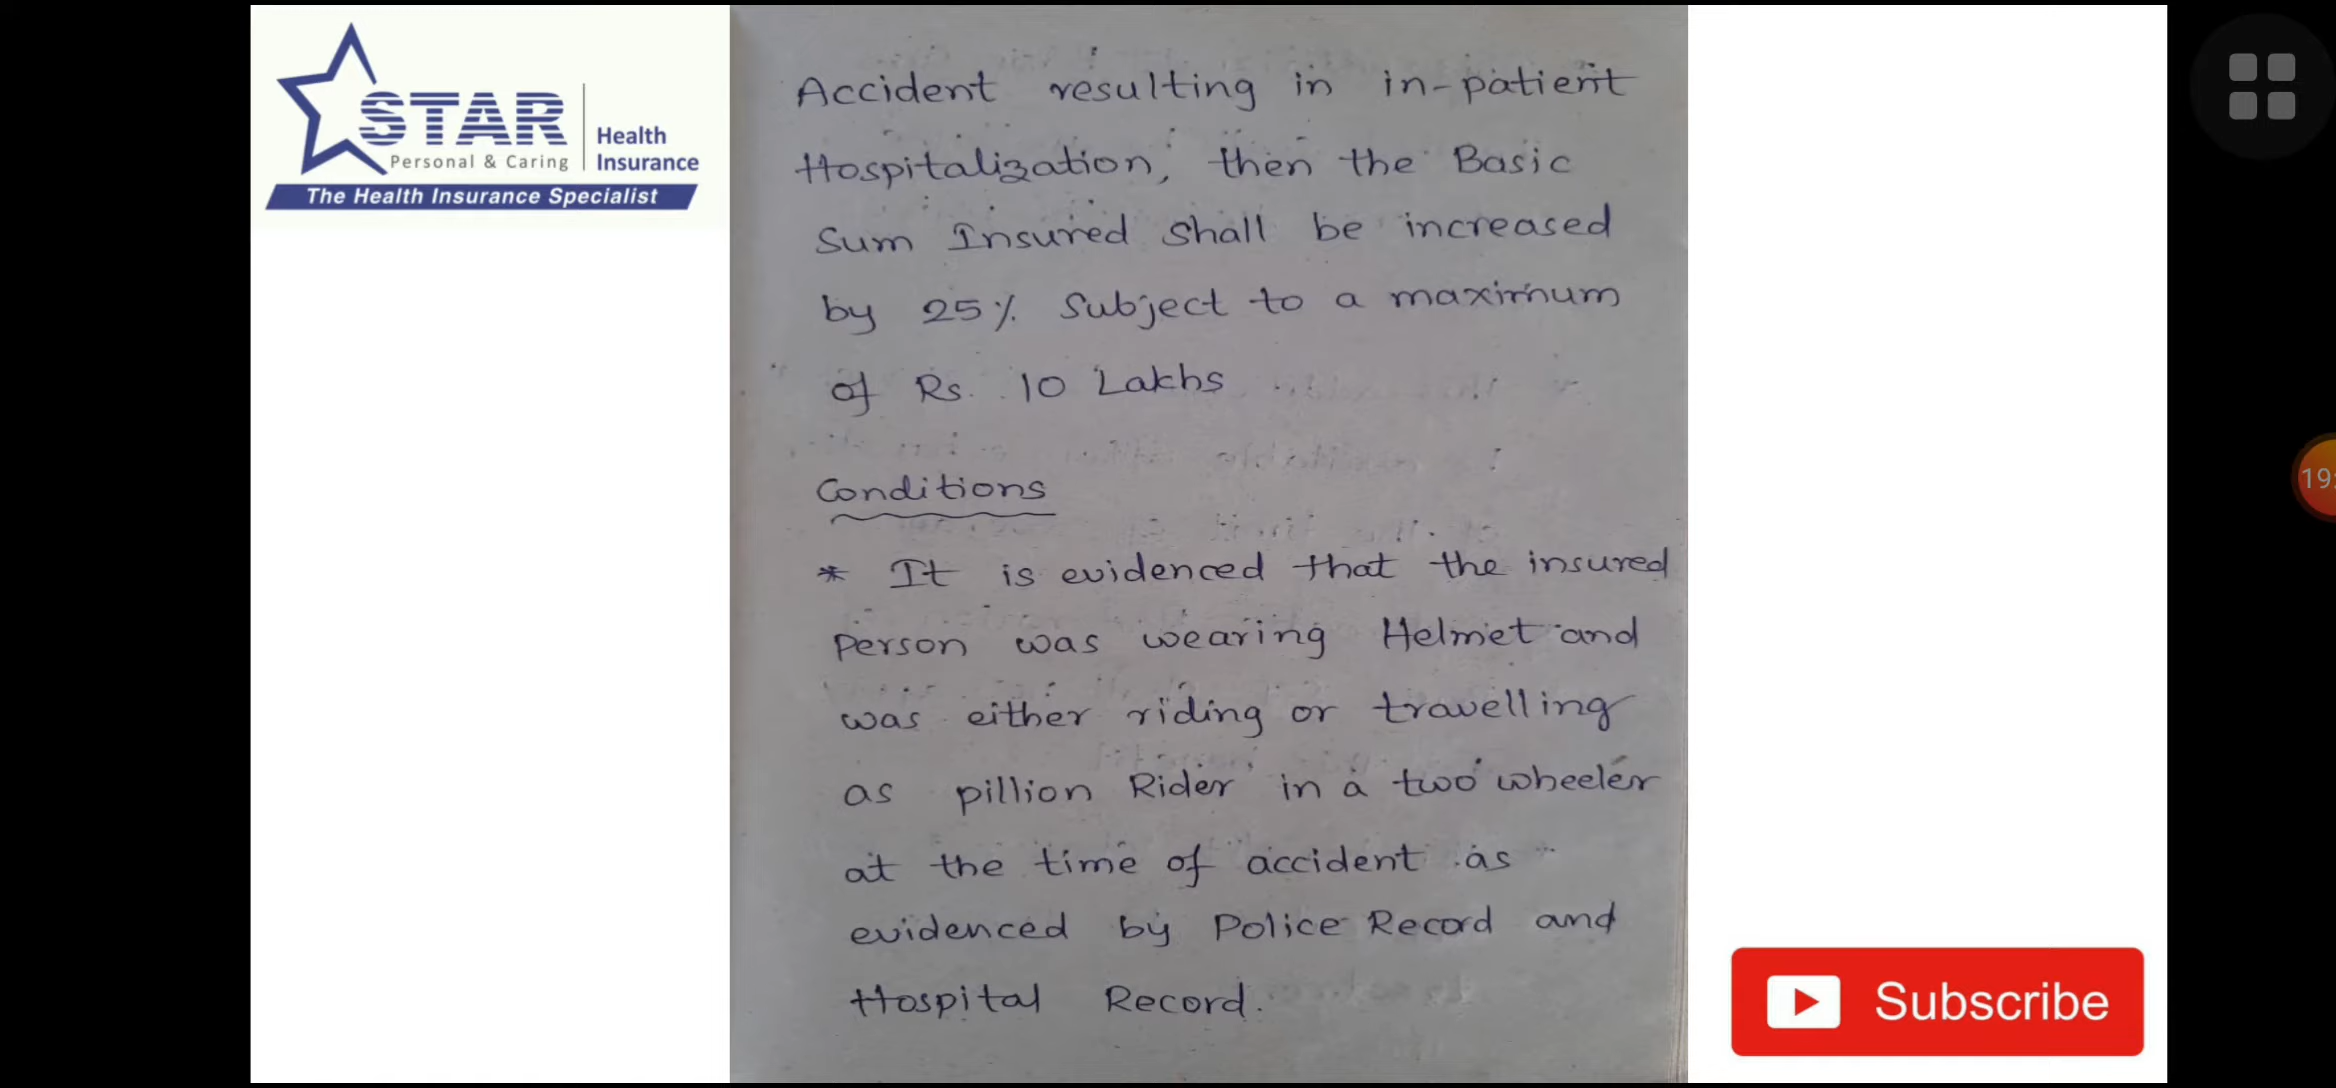 STAR
Health
Personal & Caring
Insurance
The Health Insurance Specialist
Accident resulting in in-patient
Hospitalization, then the Basic
Sum Insured shall be increased
by 25% Subject to a maximum
of Rs. 10 Lakhs
Conditions
* It is evidenced that the insured
Person was wearing Helmet and
was either riding or travelling
as pillion Rider in a two wheeler
at the time of accident as
evidenced by Police Record and
Hospital Record.
19:
Subscribe